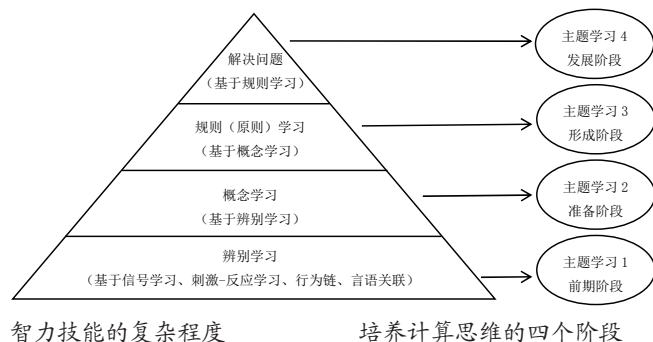 解决问题
（基于规则学习）
主题学习 4
发展阶段
规则（原则）学习
（基于概念学习）
主题学习 3
形成阶段
概念学习
（基于辨别学习）
主题学习 2
准备阶段
辨别学习
（基于信号学习、刺激-反应学习、行为链、言语关联）
主题学习 1
前期阶段
智力技能的复杂程度
培养计算思维的四个阶段